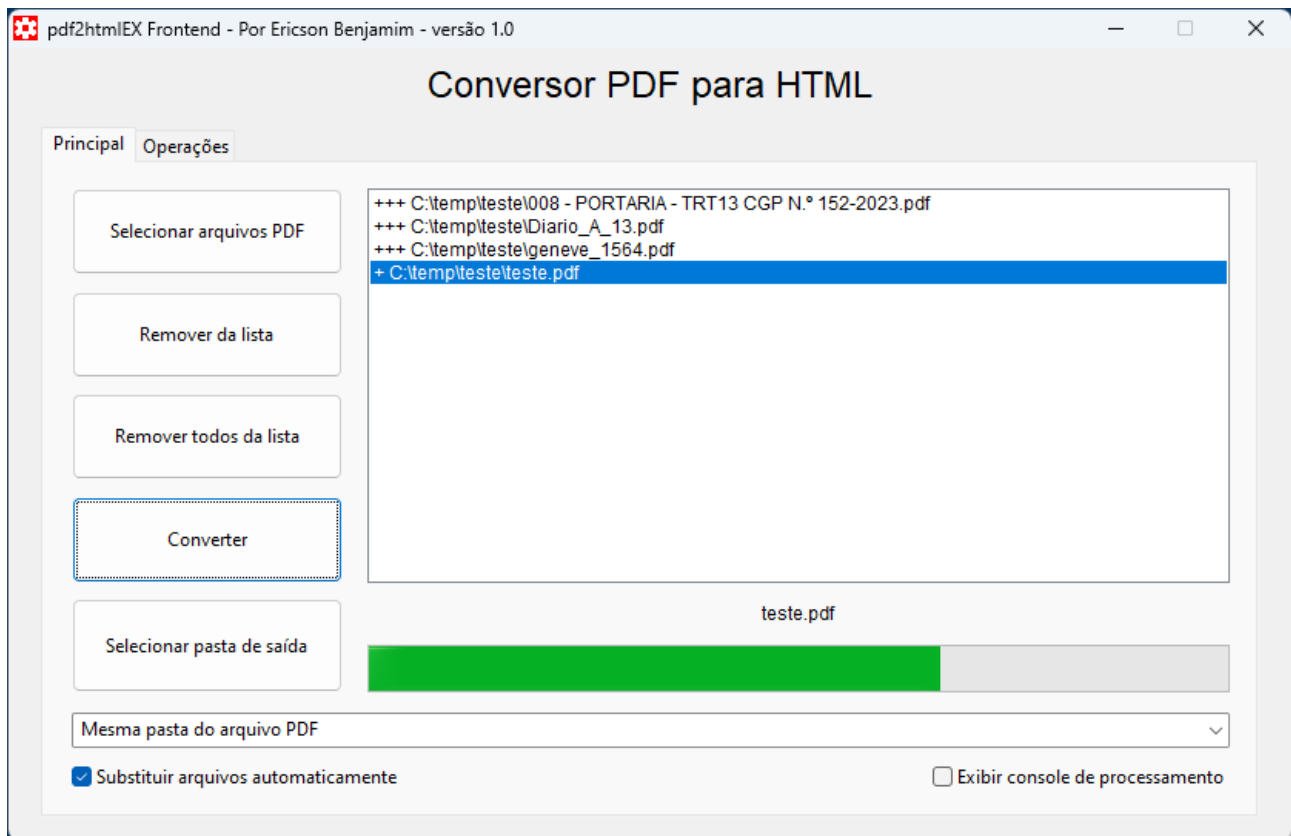 pdf2htmlEX Frontend - Por Ericson Benjamim - versão 1.0
Conversor PDF para HTML
Principal
Operações
Selecionar arquivos PDF
Remover da lista
Remover todos da lista
Converter
Selecionar pasta de saída
+++ C:\temp\teste\008 - PORTARIA - TRT13 CGP N.º 152-2023.pdf
+++ C:\temp\teste\Diario_A_13.pdf
+++ C:\temp\teste\geneve_1564.pdf
+ C:\temp\teste\teste.pdf
teste.pdf
Mesma pasta do arquivo PDF
Substituir arquivos automaticamente
Exibir console de processamento